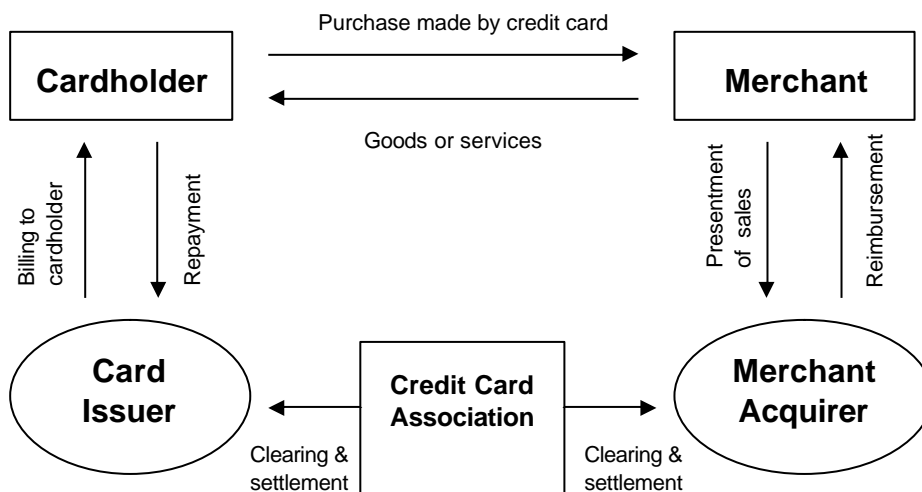 Purchase made by credit card
Cardholder
Merchant
Goods or services
Billing to
cardholder
Repayment
Presentment
of sales
Reimbursement
Card
Issuer
Credit Card
Association
Merchant
Acquirer
Clearing &
settlement
Clearing &
settlement